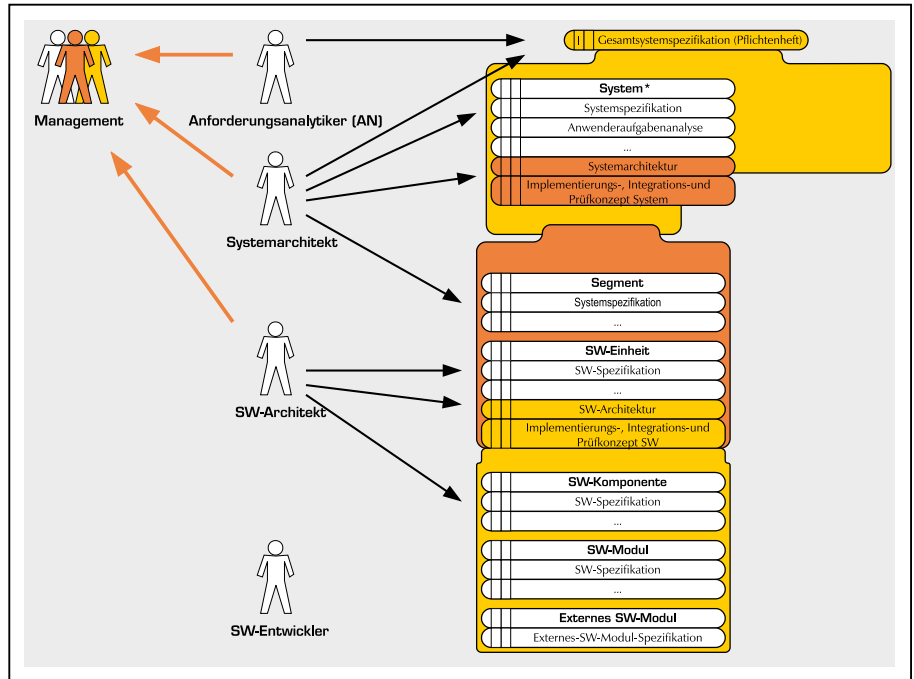 I Gesamtsystemspezifikation (Pflichtenheft)
Management
Anforderungsanalytiker (AN)
System*
Systemspezifikation
Anwenderaufgabenanalyse
...
Systemarchitektur
Implementierungs-, Integrations-und
Prüfkonzept System
Systemarchitekt
Segment
Systemspezifikation
...
SW-Einheit
SW-Spezifikation
...
SW-Architektur
Implementierungs-, Integrations-und
Prüfkonzept SW
SW-Architekt
SW-Komponente
SW-Spezifikation
...
SW-Modul
SW-Spezifikation
...
Externes SW-Modul
Externes-SW-Modul-Spezifikation
SW-Entwickler